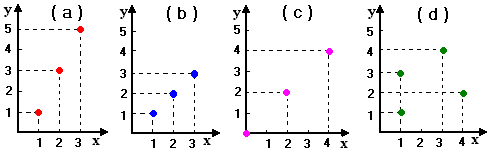 y ( a ) y ( b ) y ( c ) y ( d )
5 5 5 5
4 4 4 4
3 3 3 3
2 2 2 2
1 1 1 1
1 2 3 x 1 2 3 x 1 2 3 4 x 1 2 3 4 x